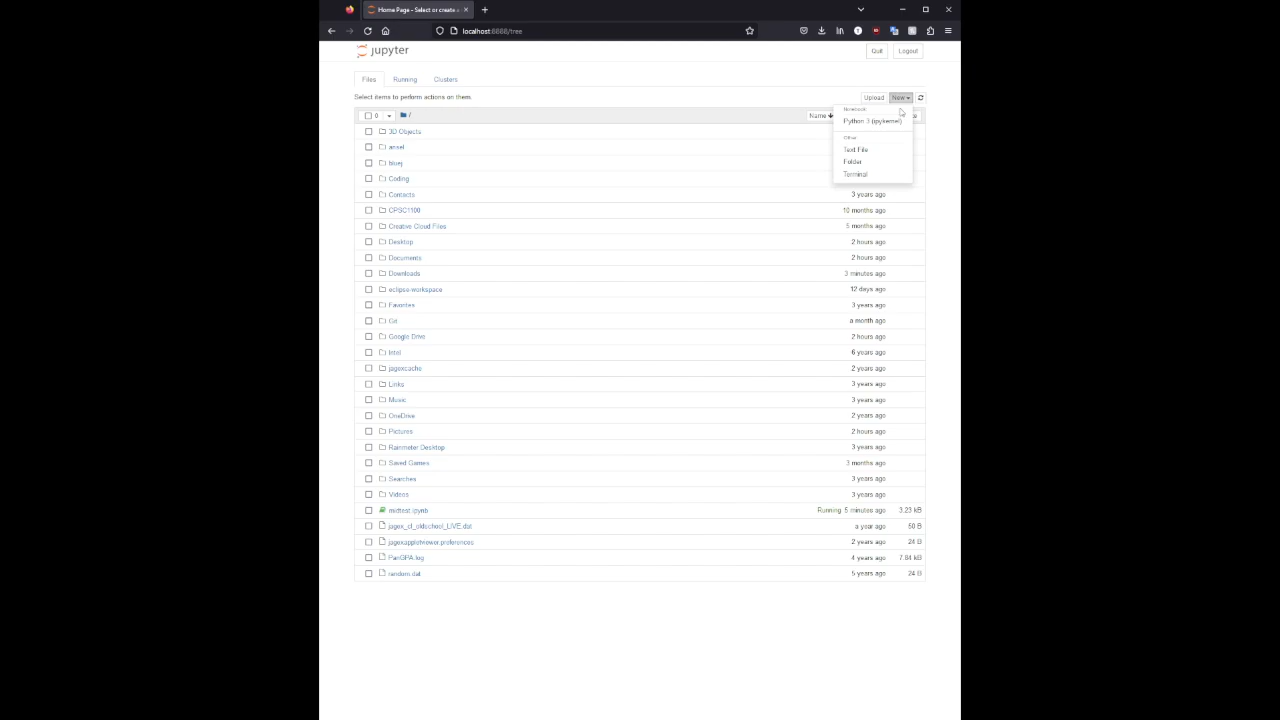 Home Page - Select or create a
localhost:8888/tree
jupyter
Quit Logout
Files Running Clusters
Select items to perform actions on them.
Upload New
0 / Name
Notebook
Python 3 (ipykernel)
Other
Text File
Folder
Terminal
3D Objects
ansel
bluej
Coding
Contacts 3 years ago
CPSC1100 10 months ago
Creative Cloud Files 5 months ago
Desktop 2 hours ago
Documents 2 hours ago
Downloads 3 minutes ago
eclipse-workspace 12 days ago
Favorites 3 years ago
Git a month ago
Google Drive 2 hours ago
Intel 6 years ago
jagexcache 2 years ago
Links 3 years ago
Music 3 years ago
OneDrive 2 years ago
Pictures 2 hours ago
Rainmeter Desktop 3 years ago
Saved Games 3 months ago
Searches 3 years ago
Videos 3 years ago
midtest.ipynb Running 5 minutes ago 3.23 kB
jagex_cl_oldschool_LIVE.dat a year ago 50 B
jagexappletviewer.preferences 2 years ago 24 B
PanGPA.log 4 years ago 7.84 kB
random.dat 5 years ago 24 B